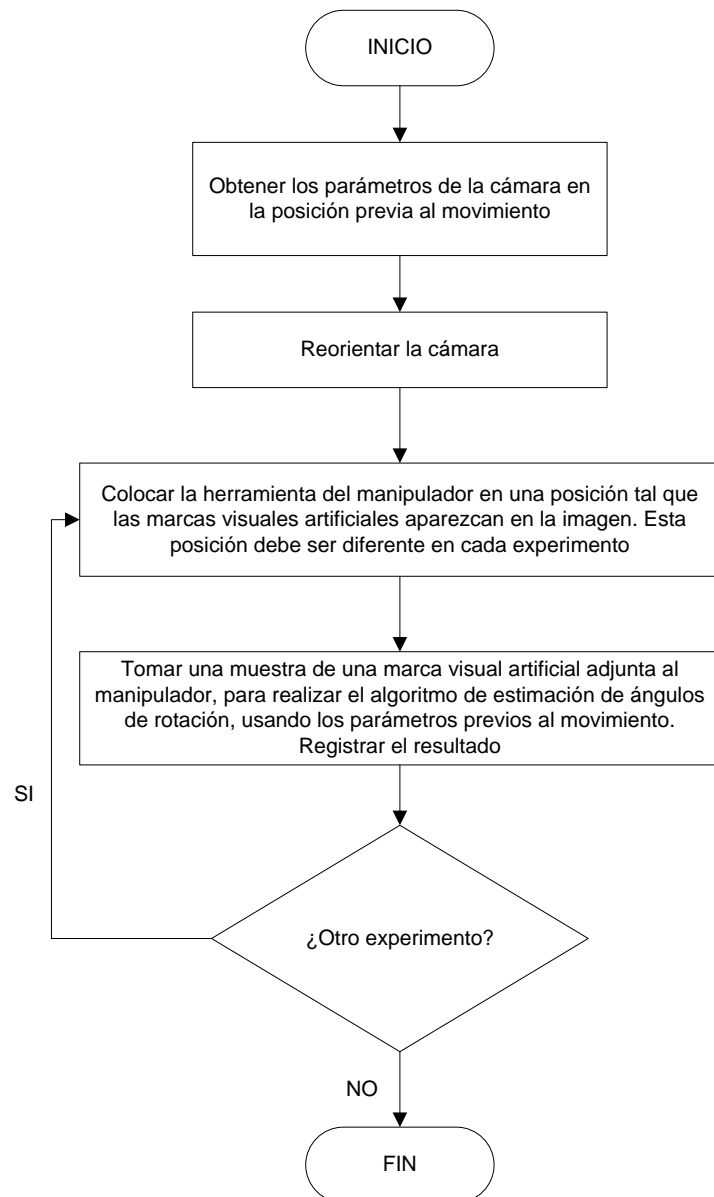 INICIO
Obtener los parámetros de la cámara en
la posición previa al movimiento
Reorientar la cámara
Colocar la herramienta del manipulador en una posición tal que
las marcas visuales artificiales aparezcan en la imagen. Esta
posición debe ser diferente en cada experimento
Tomar una muestra de una marca visual artificial adjunta al
manipulador, para realizar el algoritmo de estimación de ángulos
de rotación, usando los parámetros previos al movimiento.
Registrar el resultado
SI
¿Otro experimento?
NO
FIN